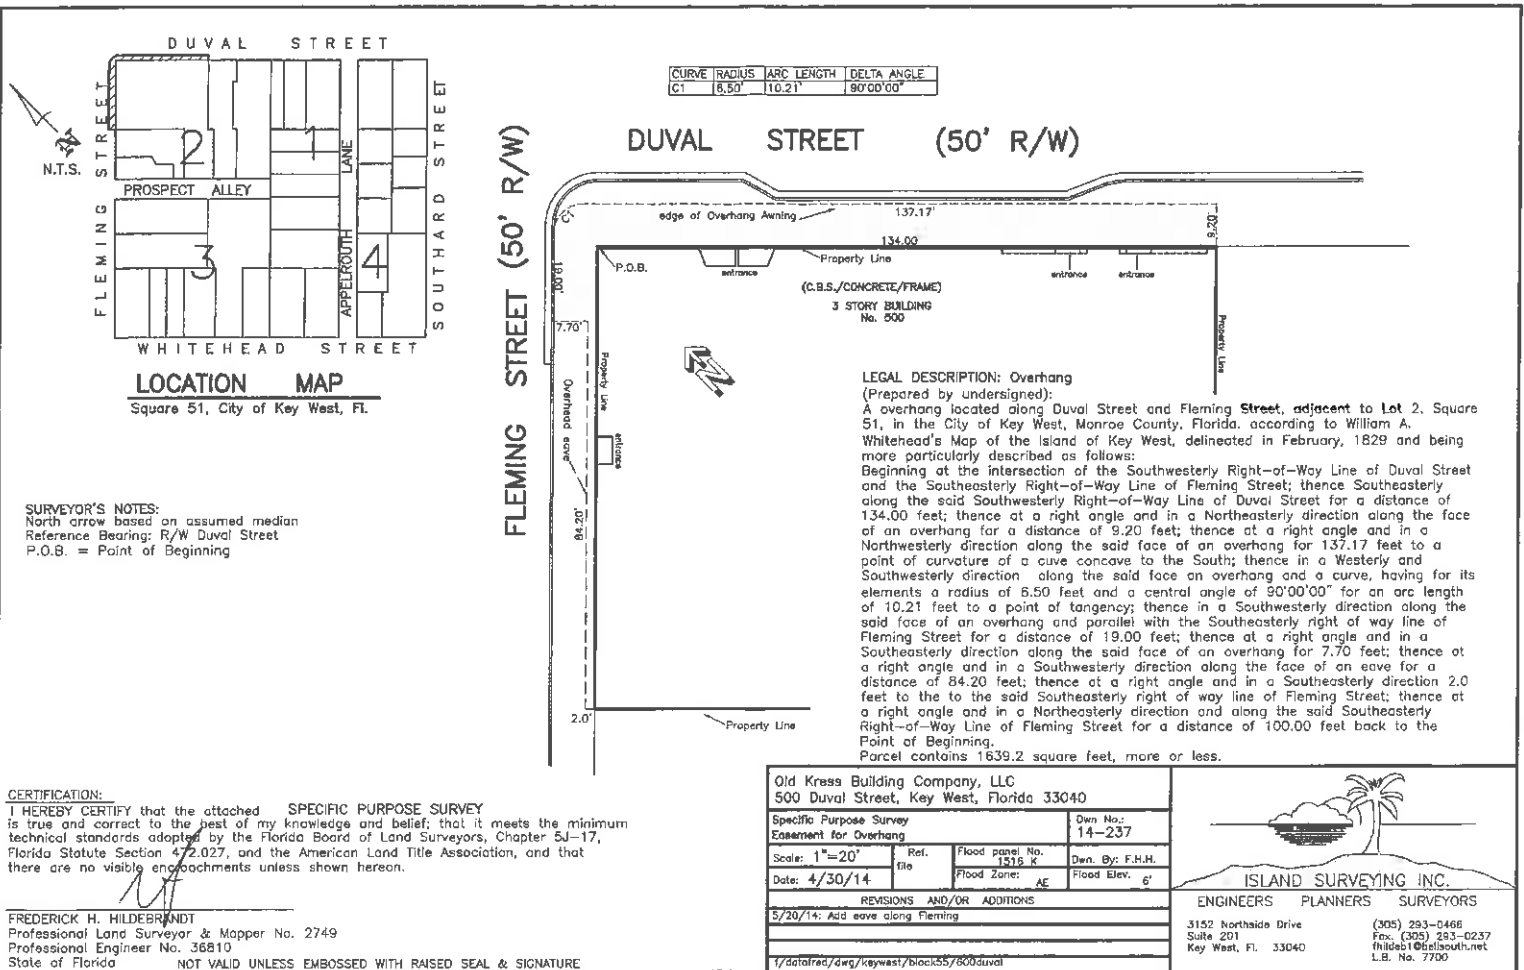 DUVAL STREET
FLEMING STREET
SOUTHARD STREET
N.T.S.
2
1
LANE
PROSPECT ALLEY
3
APPELROUTH
4
WHITEHEAD STREET
LOCATION MAP
Square 51, City of Key West, Fl.
SURVEYOR'S NOTES:
North arrow based on assumed median
Reference Bearing: R/W Duval Street
P.O.B. = Point of Beginning
CURVE RADIUS ARC LENGTH DELTA ANGLE
C1 6.50' 10.21' 90°00'00"
DUVAL STREET (50' R/W)
FLEMING STREET (50' R/W)
C1
edge of Overhang Awning
137.17'
9.20'
134.00
P.O.B.
entrance
Property Line
entrance
entrance
(C.B.S./CONCRETE/FRAME)
3 STORY BUILDING
No. 500
19.00'
7.70'
Property Line
Overhead eave
entrance
84.20'
2.0'
Property Line
Property Line
LEGAL DESCRIPTION: Overhang
(Prepared by undersigned):
A overhang located along Duval Street and Fleming Street, adjacent to Lot 2, Square
51, in the City of Key West, Monroe County, Florida. according to William A.
Whitehead's Map of the Island of Key West, delineated in February, 1829 and being
more particularly described as follows:
Beginning at the intersection of the Southwesterly Right-of-Way Line of Duval Street
and the Southeasterly Right-of-Way Line of Fleming Street; thence Southeasterly
along the said Southwesterly Right-of-Way Line of Duval Street for a distance of
134.00 feet; thence at a right angle and in a Northeasterly direction along the face
of an overhang for a distance of 9.20 feet; thence at a right angle and in a
Northwesterly direction along the said face of an overhang for 137.17 feet to a
point of curvature of a cuve concave to the South; thence in a Westerly and
Southwesterly direction along the said face an overhang and a curve, having for its
elements a radius of 6.50 feet and a central angle of 90°00'00" for an arc length
of 10.21 feet to a point of tangency; thence in a Southwesterly direction along the
said face of an overhang and parallel with the Southeasterly right of way line of
Fleming Street for a distance of 19.00 feet; thence at a right angle and in a
Southeasterly direction along the said face of an overhang for 7.70 feet; thence at
a right angle and in a Southwesterly direction along the face of an eave for a
distance of 84.20 feet; thence at a right angle and in a Southeasterly direction 2.0
feet to the to the said Southeasterly right of way line of Fleming Street; thence at
a right angle and in a Northeasterly direction and along the said Southeasterly
Right-of-Way Line of Fleming Street for a distance of 100.00 feet back to the
Point of Beginning.
Parcel contains 1639.2 square feet, more or less.
CERTIFICATION:
I HEREBY CERTIFY that the attached SPECIFIC PURPOSE SURVEY
is true and correct to the best of my knowledge and belief; that it meets the minimum
technical standards adopted by the Florida Board of Land Surveyors, Chapter 5J-17,
Florida Statute Section 472.027, and the American Land Title Association, and that
there are no visible encroachments unless shown hereon.
FREDERICK H. HILDEBRANDT
Professional Land Surveyor & Mapper No. 2749
Professional Engineer No. 36810
State of Florida NOT VALID UNLESS EMBOSSED WITH RAISED SEAL & SIGNATURE
Old Kress Building Company, LLC
500 Duval Street, Key West, Florida 33040
Specific Purpose Survey
Easement for Overhang
Dwn No.:
14-237
Scale: 1"=20'
Ref.
file
Flood panel No.
1516 K
Dwn. By: F.H.H.
Date: 4/30/14
Flood Zone: AE
Flood Elev. 6'
REVISIONS AND/OR ADDITIONS
5/20/14: Add eave along Fleming
f/datafred/dwg/keywest/block55/600duval
ISLAND SURVEYING INC.
ENGINEERS PLANNERS SURVEYORS
3152 Northside Drive
Suite 201
Key West, Fl. 33040
(305) 293-0466
Fax. (305) 293-0237
fhildeb1@bellsouth.net
L.B. No. 7700